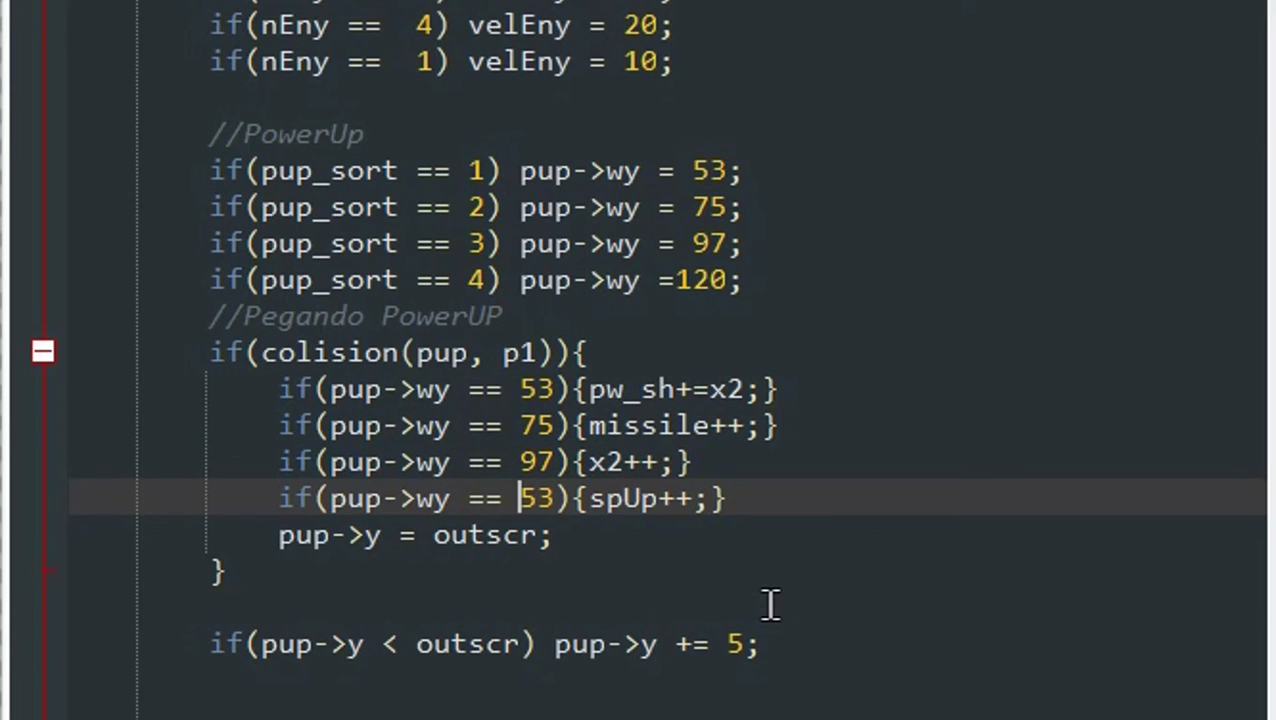 if(nEny ==  4) velEny = 20;
if(nEny ==  1) velEny = 10;
//PowerUp
if(pup_sort == 1) pup->wy = 53;
if(pup_sort == 2) pup->wy = 75;
if(pup_sort == 3) pup->wy = 97;
if(pup_sort == 4) pup->wy =120;
//Pegando PowerUP
if(colision(pup, p1)){
if(pup->wy == 53){pw_sh+=x2;}
if(pup->wy == 75){missile++;}
if(pup->wy == 97){x2++;}
if(pup->wy == 53){spUp++;}
pup->y = outscr;
}
if(pup->y < outscr) pup->y += 5;